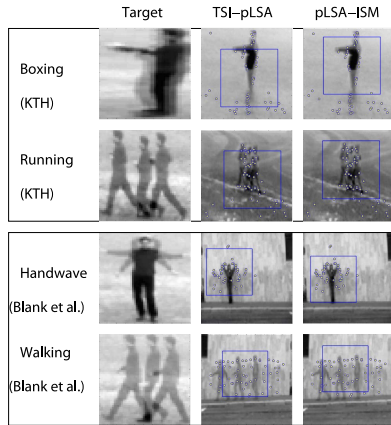 Target TSI–pLSA pLSA–ISM
Boxing
(KTH)
Running
(KTH)
Handwave
(Blank et al.)
Walking
(Blank et al.)